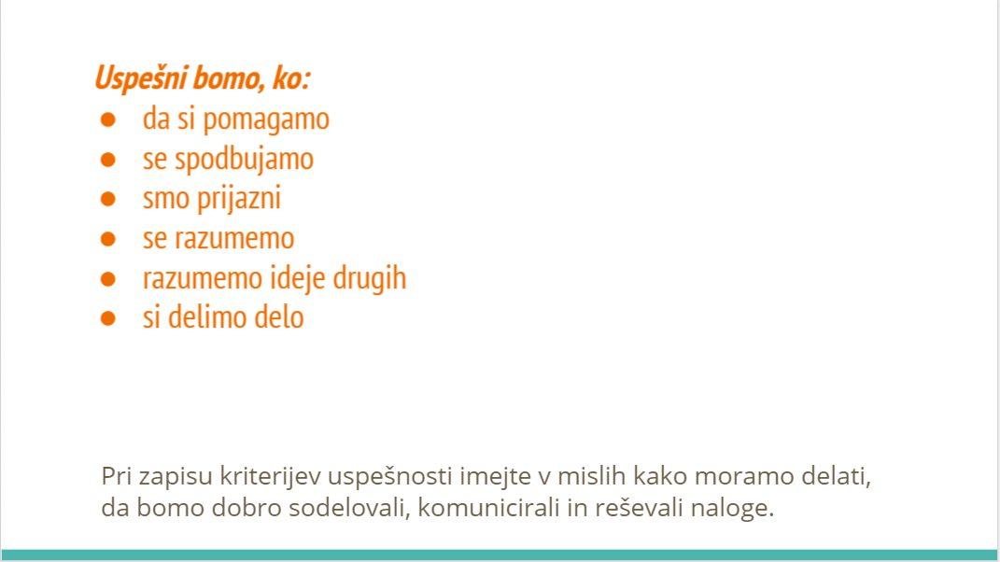 Uspešni bomo, ko:
● da si pomagamo
● se spodbujamo
● smo prijazni
● se razumemo
● razumemo ideje drugih
● si delimo delo
Pri zapisu kriterijev uspešnosti imejte v mislih kako moramo delati,
da bomo dobro sodelovali, komunicirali in reševali naloge.